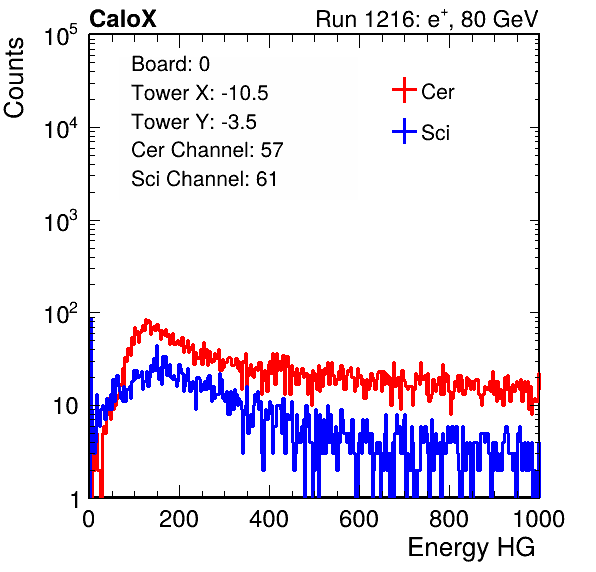 CaloX Run 1216: e⁺, 80 GeV
Counts
10⁵
10⁴
10³
10²
10
1
Board: 0
Tower X: -10.5
Tower Y: -3.5
Cer Channel: 57
Sci Channel: 61
Cer
Sci
0 200 400 600 800 1000
Energy HG